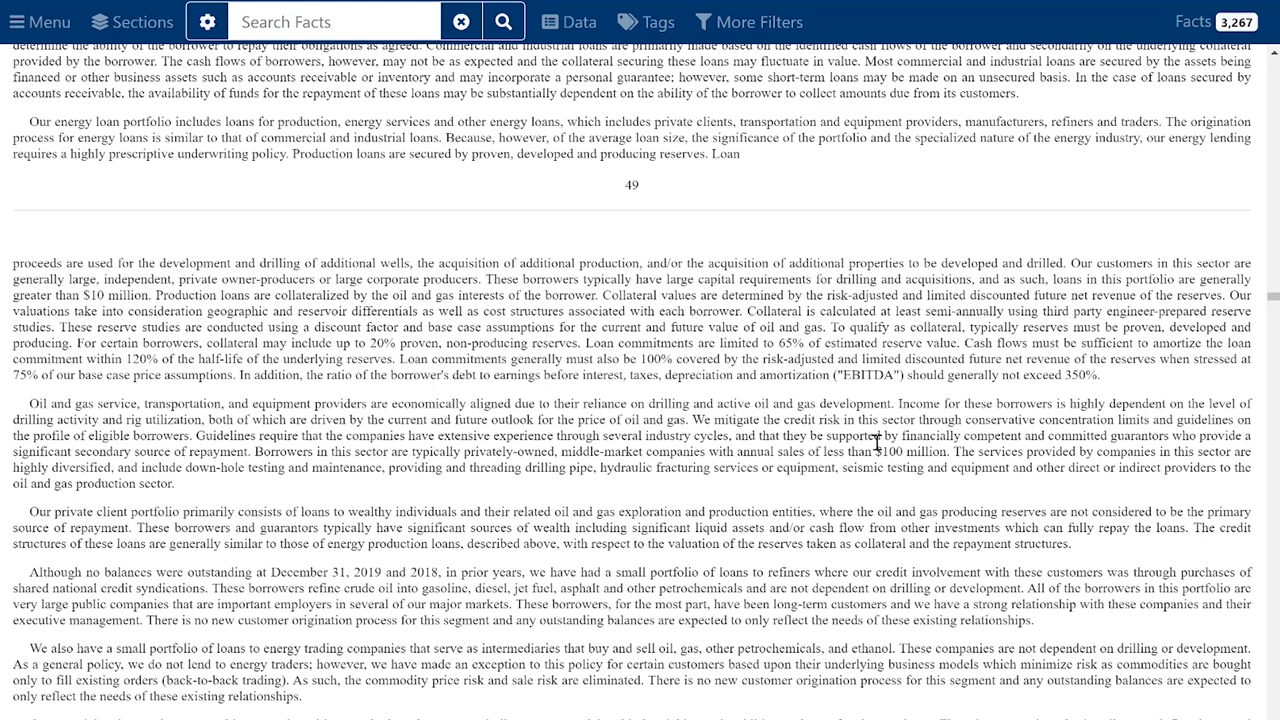 Menu Sections Search Facts Data Tags More Filters Facts 3,267
determine the ability of the borrower to repay their obligations as agreed. Commercial and industrial loans are primarily made based on the identified cash flows of the borrower and secondarily on the underlying collateral
provided by the borrower. The cash flows of borrowers, however, may not be as expected and the collateral securing these loans may fluctuate in value. Most commercial and industrial loans are secured by the assets being
financed or other business assets such as accounts receivable or inventory and may incorporate a personal guarantee; however, some short-term loans may be made on an unsecured basis. In the case of loans secured by
accounts receivable, the availability of funds for the repayment of these loans may be substantially dependent on the ability of the borrower to collect amounts due from its customers.
Our energy loan portfolio includes loans for production, energy services and other energy loans, which includes private clients, transportation and equipment providers, manufacturers, refiners and traders. The origination
process for energy loans is similar to that of commercial and industrial loans. Because, however, of the average loan size, the significance of the portfolio and the specialized nature of the energy industry, our energy lending
requires a highly prescriptive underwriting policy. Production loans are secured by proven, developed and producing reserves. Loan
49
proceeds are used for the development and drilling of additional wells, the acquisition of additional production, and/or the acquisition of additional properties to be developed and drilled. Our customers in this sector are
generally large, independent, private owner-producers or large corporate producers. These borrowers typically have large capital requirements for drilling and acquisitions, and as such, loans in this portfolio are generally
greater than $10 million. Production loans are collateralized by the oil and gas interests of the borrower. Collateral values are determined by the risk-adjusted and limited discounted future net revenue of the reserves. Our
valuations take into consideration geographic and reservoir differentials as well as cost structures associated with each borrower. Collateral is calculated at least semi-annually using third party engineer-prepared reserve
studies. These reserve studies are conducted using a discount factor and base case assumptions for the current and future value of oil and gas. To qualify as collateral, typically reserves must be proven, developed and
producing. For certain borrowers, collateral may include up to 20% proven, non-producing reserves. Loan commitments are limited to 65% of estimated reserve value. Cash flows must be sufficient to amortize the loan
commitment within 120% of the half-life of the underlying reserves. Loan commitments generally must also be 100% covered by the risk-adjusted and limited discounted future net revenue of the reserves when stressed at
75% of our base case price assumptions. In addition, the ratio of the borrower's debt to earnings before interest, taxes, depreciation and amortization ("EBITDA") should generally not exceed 350%.
Oil and gas service, transportation, and equipment providers are economically aligned due to their reliance on drilling and active oil and gas development. Income for these borrowers is highly dependent on the level of
drilling activity and rig utilization, both of which are driven by the current and future outlook for the price of oil and gas. We mitigate the credit risk in this sector through conservative concentration limits and guidelines on
the profile of eligible borrowers. Guidelines require that the companies have extensive experience through several industry cycles, and that they be supported by financially competent and committed guarantors who provide a
significant secondary source of repayment. Borrowers in this sector are typically privately-owned, middle-market companies with annual sales of less than $100 million. The services provided by companies in this sector are
highly diversified, and include down-hole testing and maintenance, providing and threading drilling pipe, hydraulic fracturing services or equipment, seismic testing and equipment and other direct or indirect providers to the
oil and gas production sector.
Our private client portfolio primarily consists of loans to wealthy individuals and their related oil and gas exploration and production entities, where the oil and gas producing reserves are not considered to be the primary
source of repayment. These borrowers and guarantors typically have significant sources of wealth including significant liquid assets and/or cash flow from other investments which can fully repay the loans. The credit
structures of these loans are generally similar to those of energy production loans, described above, with respect to the valuation of the reserves taken as collateral and the repayment structures.
Although no balances were outstanding at December 31, 2019 and 2018, in prior years, we have had a small portfolio of loans to refiners where our credit involvement with these customers was through purchases of
shared national credit syndications. These borrowers refine crude oil into gasoline, diesel, jet fuel, asphalt and other petrochemicals and are not dependent on drilling or development. All of the borrowers in this portfolio are
very large public companies that are important employers in several of our major markets. These borrowers, for the most part, have been long-term customers and we have a strong relationship with these companies and their
executive management. There is no new customer origination process for this segment and any outstanding balances are expected to only reflect the needs of these existing relationships.
We also have a small portfolio of loans to energy trading companies that serve as intermediaries that buy and sell oil, gas, other petrochemicals, and ethanol. These companies are not dependent on drilling or development.
As a general policy, we do not lend to energy traders; however, we have made an exception to this policy for certain customers based upon their underlying business models which minimize risk as commodities are bought
only to fill existing orders (back-to-back trading). As such, the commodity price risk and sale risk are eliminated. There is no new customer origination process for this segment and any outstanding balances are expected to
only reflect the needs of these existing relationships.